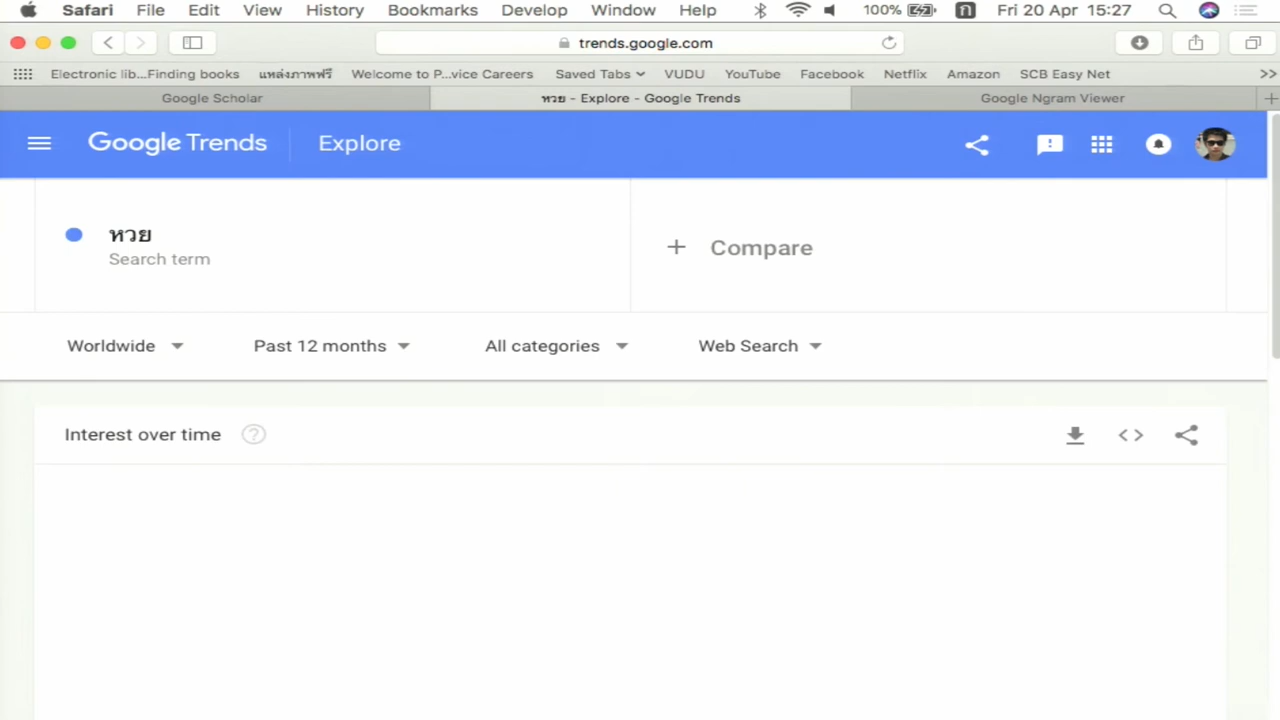 Safari File Edit View History Bookmarks Develop Window Help 100% ก Fri 20 Apr 15:27
trends.google.com
Electronic lib...Finding books แหล่งภาพฟรี Welcome to P...vice Careers Saved Tabs VUDU YouTube Facebook Netflix Amazon SCB Easy Net >>
Google Scholar หวย - Explore - Google Trends Google Ngram Viewer +
Google Trends Explore
หวย
Search term
+ Compare
Worldwide Past 12 months All categories Web Search
Interest over time ? <>